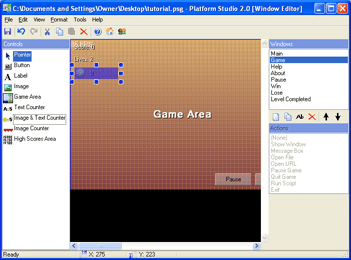 C:\Documents and Settings\Owner\Desktop\tutorial.psg - Platform Studio 2.0 [Window Editor]
File Edit View Format Tools Help
Controls
Pointer
Button
Label
Image
Game Area
Text Counter
Image & Text Counter
Image Counter
High Scores Area
Lives: 2
Game Area
Pause
Windows
Main
Game
Help
About
Pause
Win
Lose
Level Completed
Actions
(None)
Show Window
Message Box
Open File
Open URL
Pause Game
Quit Game
Run Script
Exit
Ready
X: 275
Y: 223